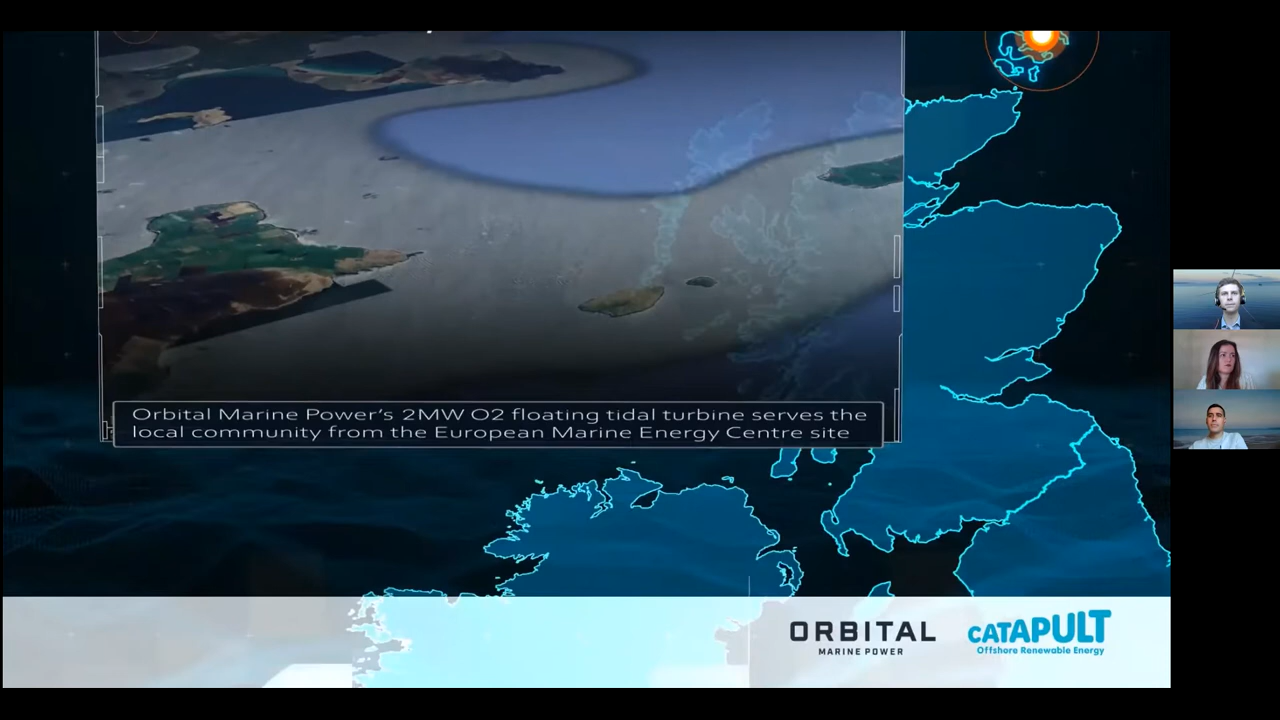 Orbital Marine Power's 2MW O2 floating tidal turbine serves the
local community from the European Marine Energy Centre site
ORBITAL
MARINE POWER
CATAPULT
Offshore Renewable Energy